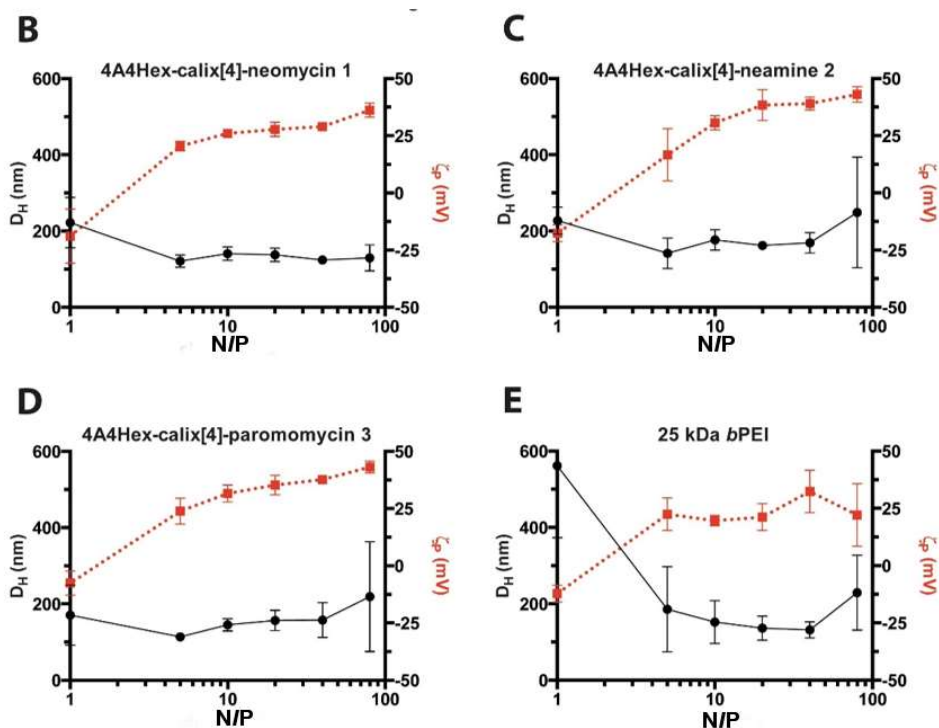 B
4A4Hex-calix[4]-neomycin 1
600
400
200
0
D_H (nm)
50
25
0
-25
-50
ζP (mV)
1
10
100
N/P
C
4A4Hex-calix[4]-neamine 2
600
400
200
0
D_H (nm)
50
25
0
-25
-50
ζP (mV)
1
10
100
N/P
D
4A4Hex-calix[4]-paromomycin 3
600
400
200
0
D_H (nm)
50
25
0
-25
-50
ζP (mV)
1
10
100
N/P
E
25 kDa bPEI
600
400
200
0
D_H (nm)
50
25
0
-25
-50
ζP (mV)
1
10
100
N/P